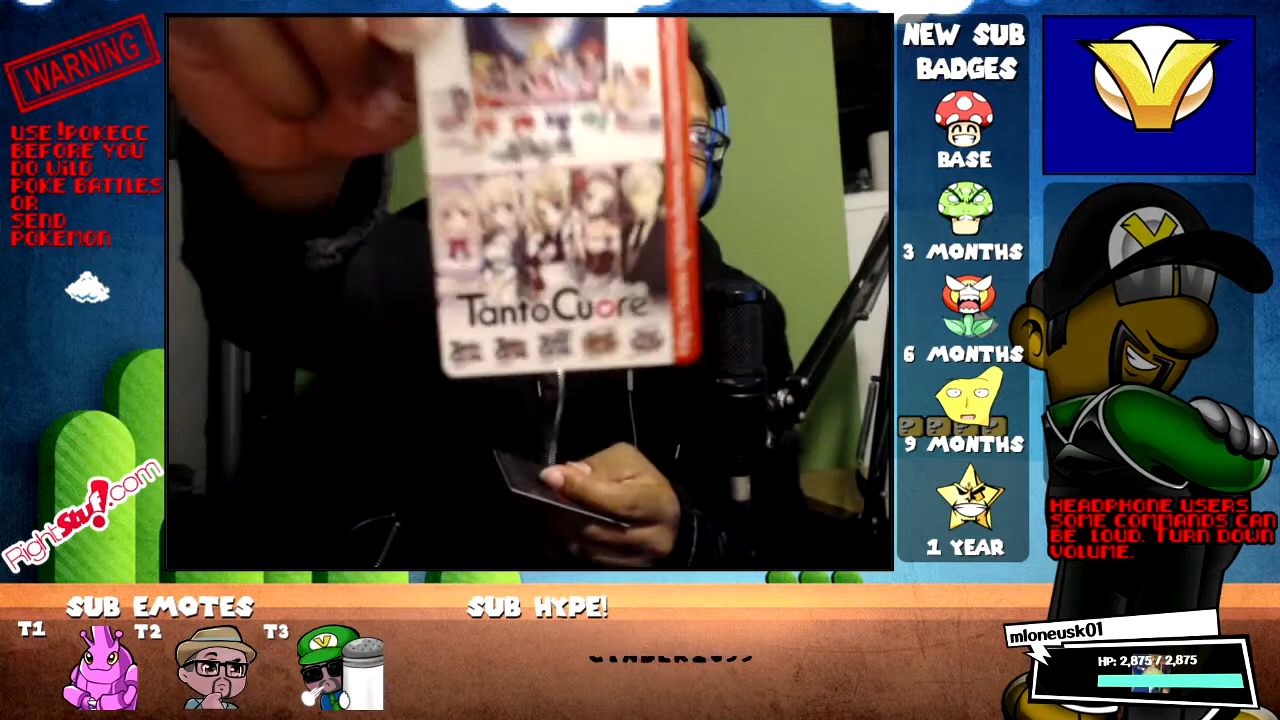 WARNING
USE !POKECC
BEFORE YOU
DO WILD
POKE BATTLES
OR
SEND
POKEMON
RightStuf!.com
TantoCuore
NEW SUB
BADGES
BASE
3 MONTHS
6 MONTHS
9 MONTHS
1 YEAR
V
V
HEADPHONE USERS
SOME COMMANDS CAN
BE LOUD. TURN DOWN
VOLUME.
SUB EMOTES
SUB HYPE!
T1
T2
T3
V
mloneusk01
HP: 2,875 / 2,875